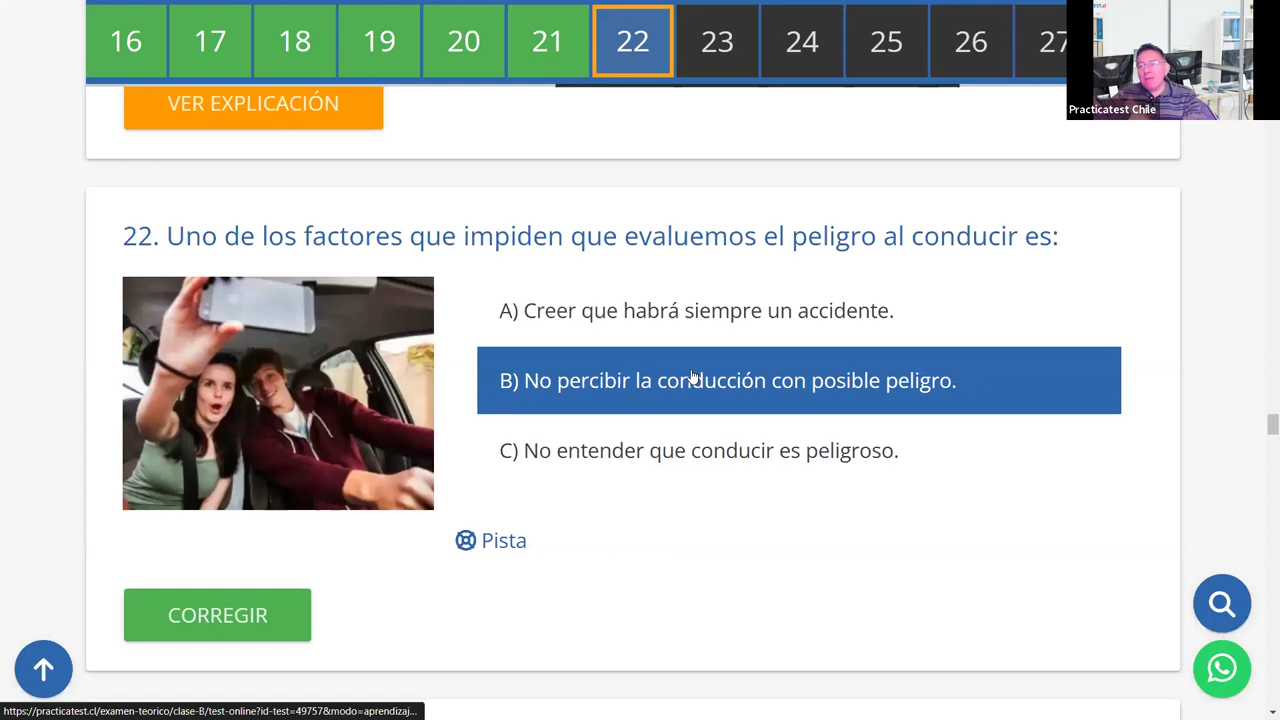 16 17 18 19 20 21 22 23 24 25 26 27
Practicatest Chile
VER EXPLICACIÓN
22. Uno de los factores que impiden que evaluemos el peligro al conducir es:
A) Creer que habrá siempre un accidente.
B) No percibir la conducción con posible peligro.
C) No entender que conducir es peligroso.
Pista
CORREGIR
https://practicatest.cl/examen-teorico/clase-B/test-online?id-test=49757&modo=aprendizaj...